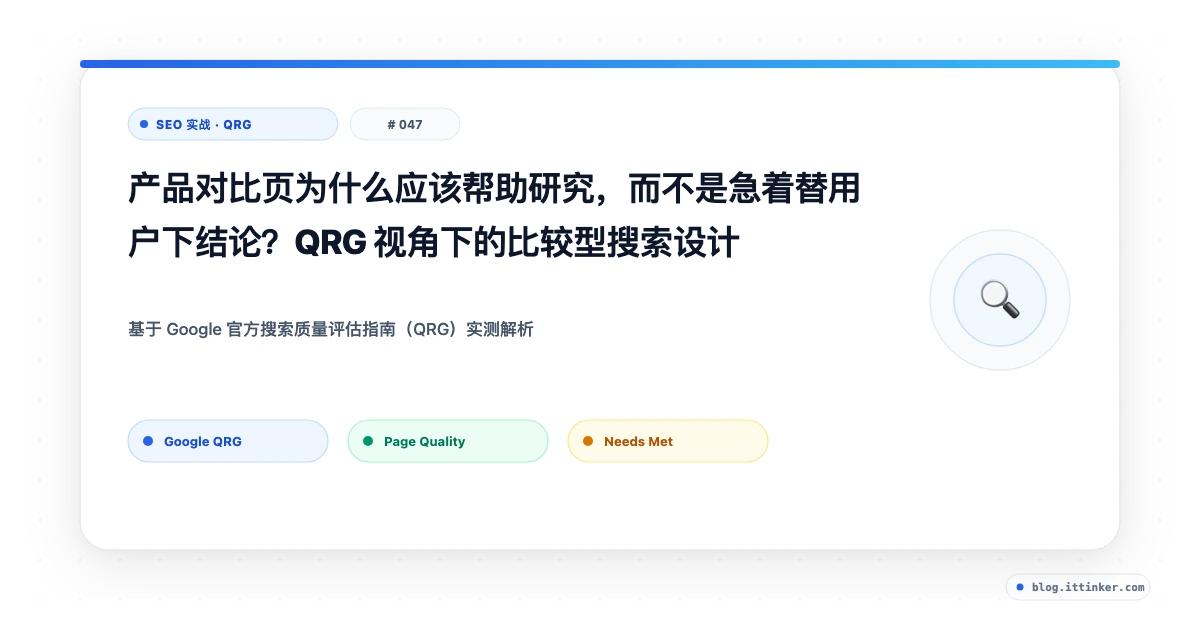 SEO 实战 · QRG
# 047
产品对比页为什么应该帮助研究，而不是急着替用
户下结论？QRG 视角下的比较型搜索设计
基于 Google 官方搜索质量评估指南（QRG）实测解析
Google QRG
Page Quality
Needs Met
blog.ittinker.com